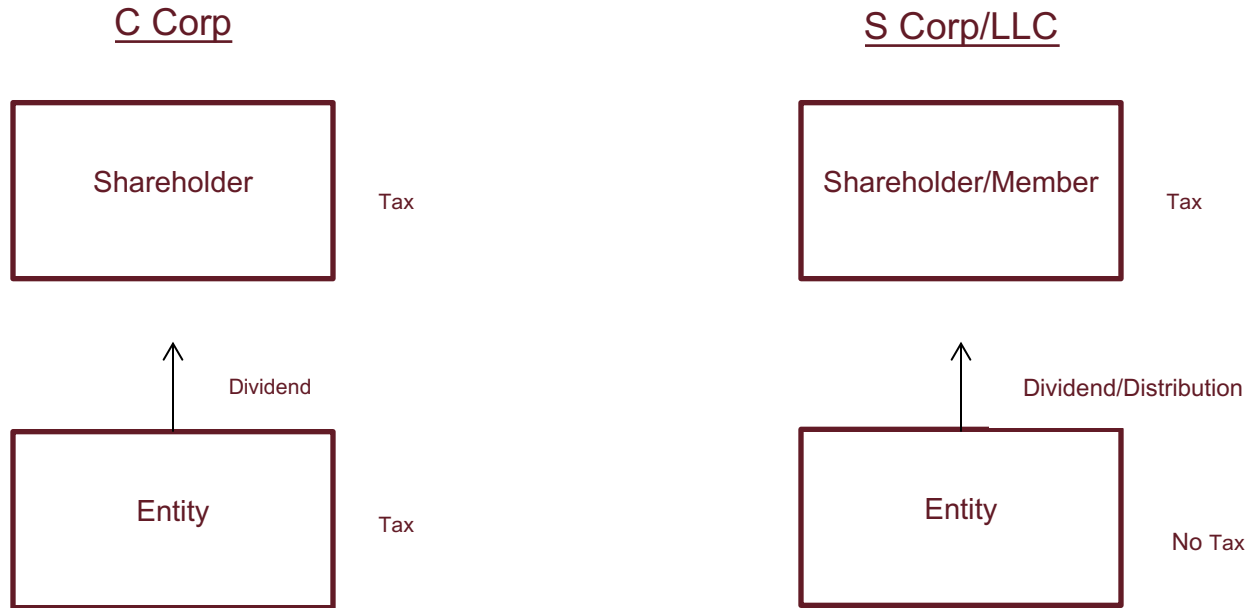 C Corp
Shareholder
Tax
Dividend
Entity
Tax
S Corp/LLC
Shareholder/Member
Tax
Dividend/Distribution
Entity
No Tax